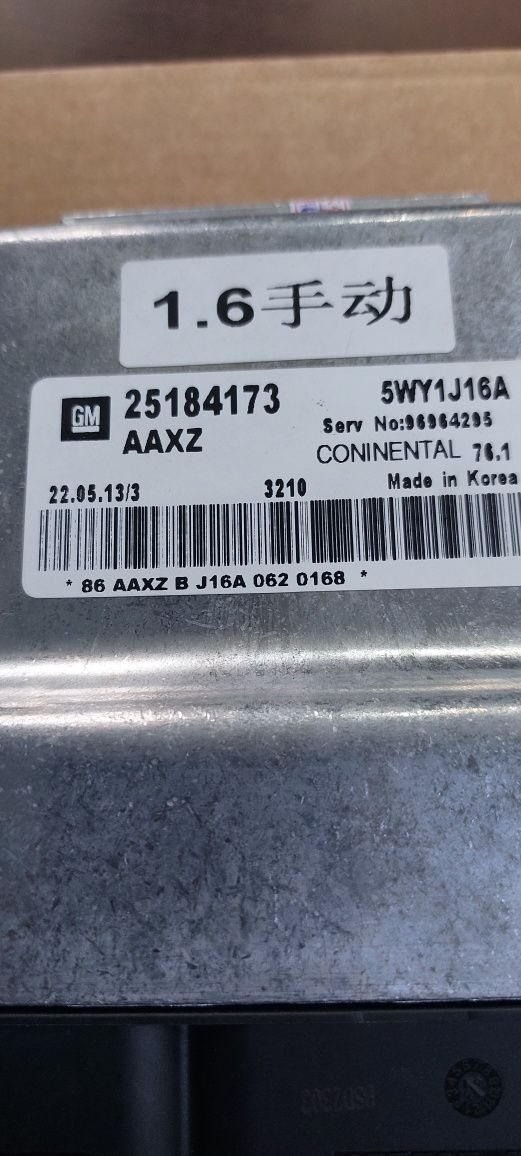 1.6手动
GM 25184173 5WY1J16A
AAXZ Serv No:96964295
CONINENTAL 76.1
22.05.13/3 3210 Made in Korea
* 86 AAXZ B J16A 062 0168 *